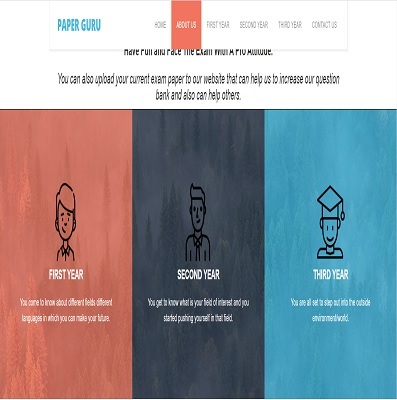 PAPER GURU
HOME ABOUT US FIRST YEAR SECOND YEAR THIRD YEAR CONTACT US
Have Fun and Face The Exam With A Pro Attitude.
You can also upload your current exam paper to our website that can help us to increase our question
bank and also can help others.
FIRST YEAR
You come to know about different fields different
languages in which you can make your future.
SECOND YEAR
You get to know what is your field of interest and you
started pushing yourself in that field.
THIRD YEAR
You are all set to step out into the outside
environment/world.